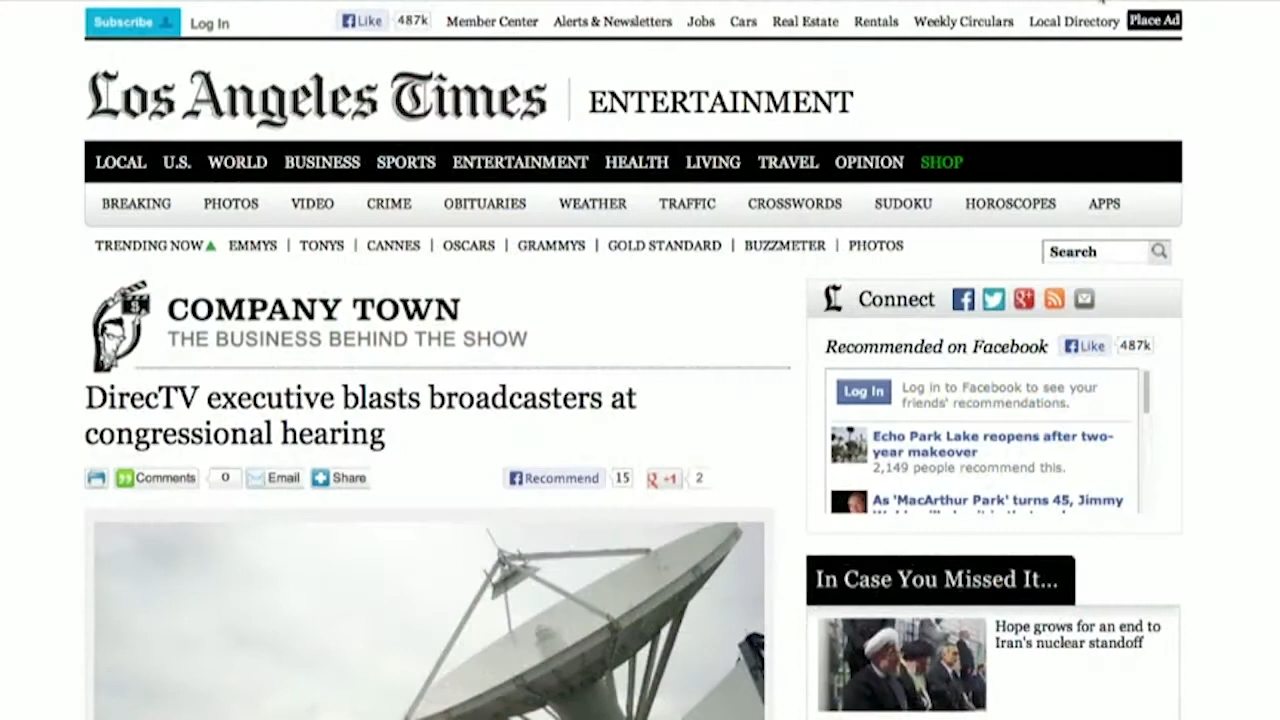 Subscribe
Log In
Like 487k
Member Center Alerts & Newsletters Jobs Cars Real Estate Rentals Weekly Circulars Local Directory Place Ad
Los Angeles Times
ENTERTAINMENT
LOCAL U.S. WORLD BUSINESS SPORTS ENTERTAINMENT HEALTH LIVING TRAVEL OPINION SHOP
BREAKING PHOTOS VIDEO CRIME OBITUARIES WEATHER TRAFFIC CROSSWORDS SUDOKU HOROSCOPES APPS
TRENDING NOW EMMYS | TONYS | CANNES | OSCARS | GRAMMYS | GOLD STANDARD | BUZZMETER | PHOTOS
Search
COMPANY TOWN
THE BUSINESS BEHIND THE SHOW
DirecTV executive blasts broadcasters at
congressional hearing
Comments 0 Email Share
Recommend 15 +1 2
Connect
Recommended on Facebook Like 487k
Log In
Log in to Facebook to see your
friends' recommendations.
Echo Park Lake reopens after two-
year makeover
2,149 people recommend this.
As 'MacArthur Park' turns 45, Jimmy
In Case You Missed It...
Hope grows for an end to
Iran's nuclear standoff